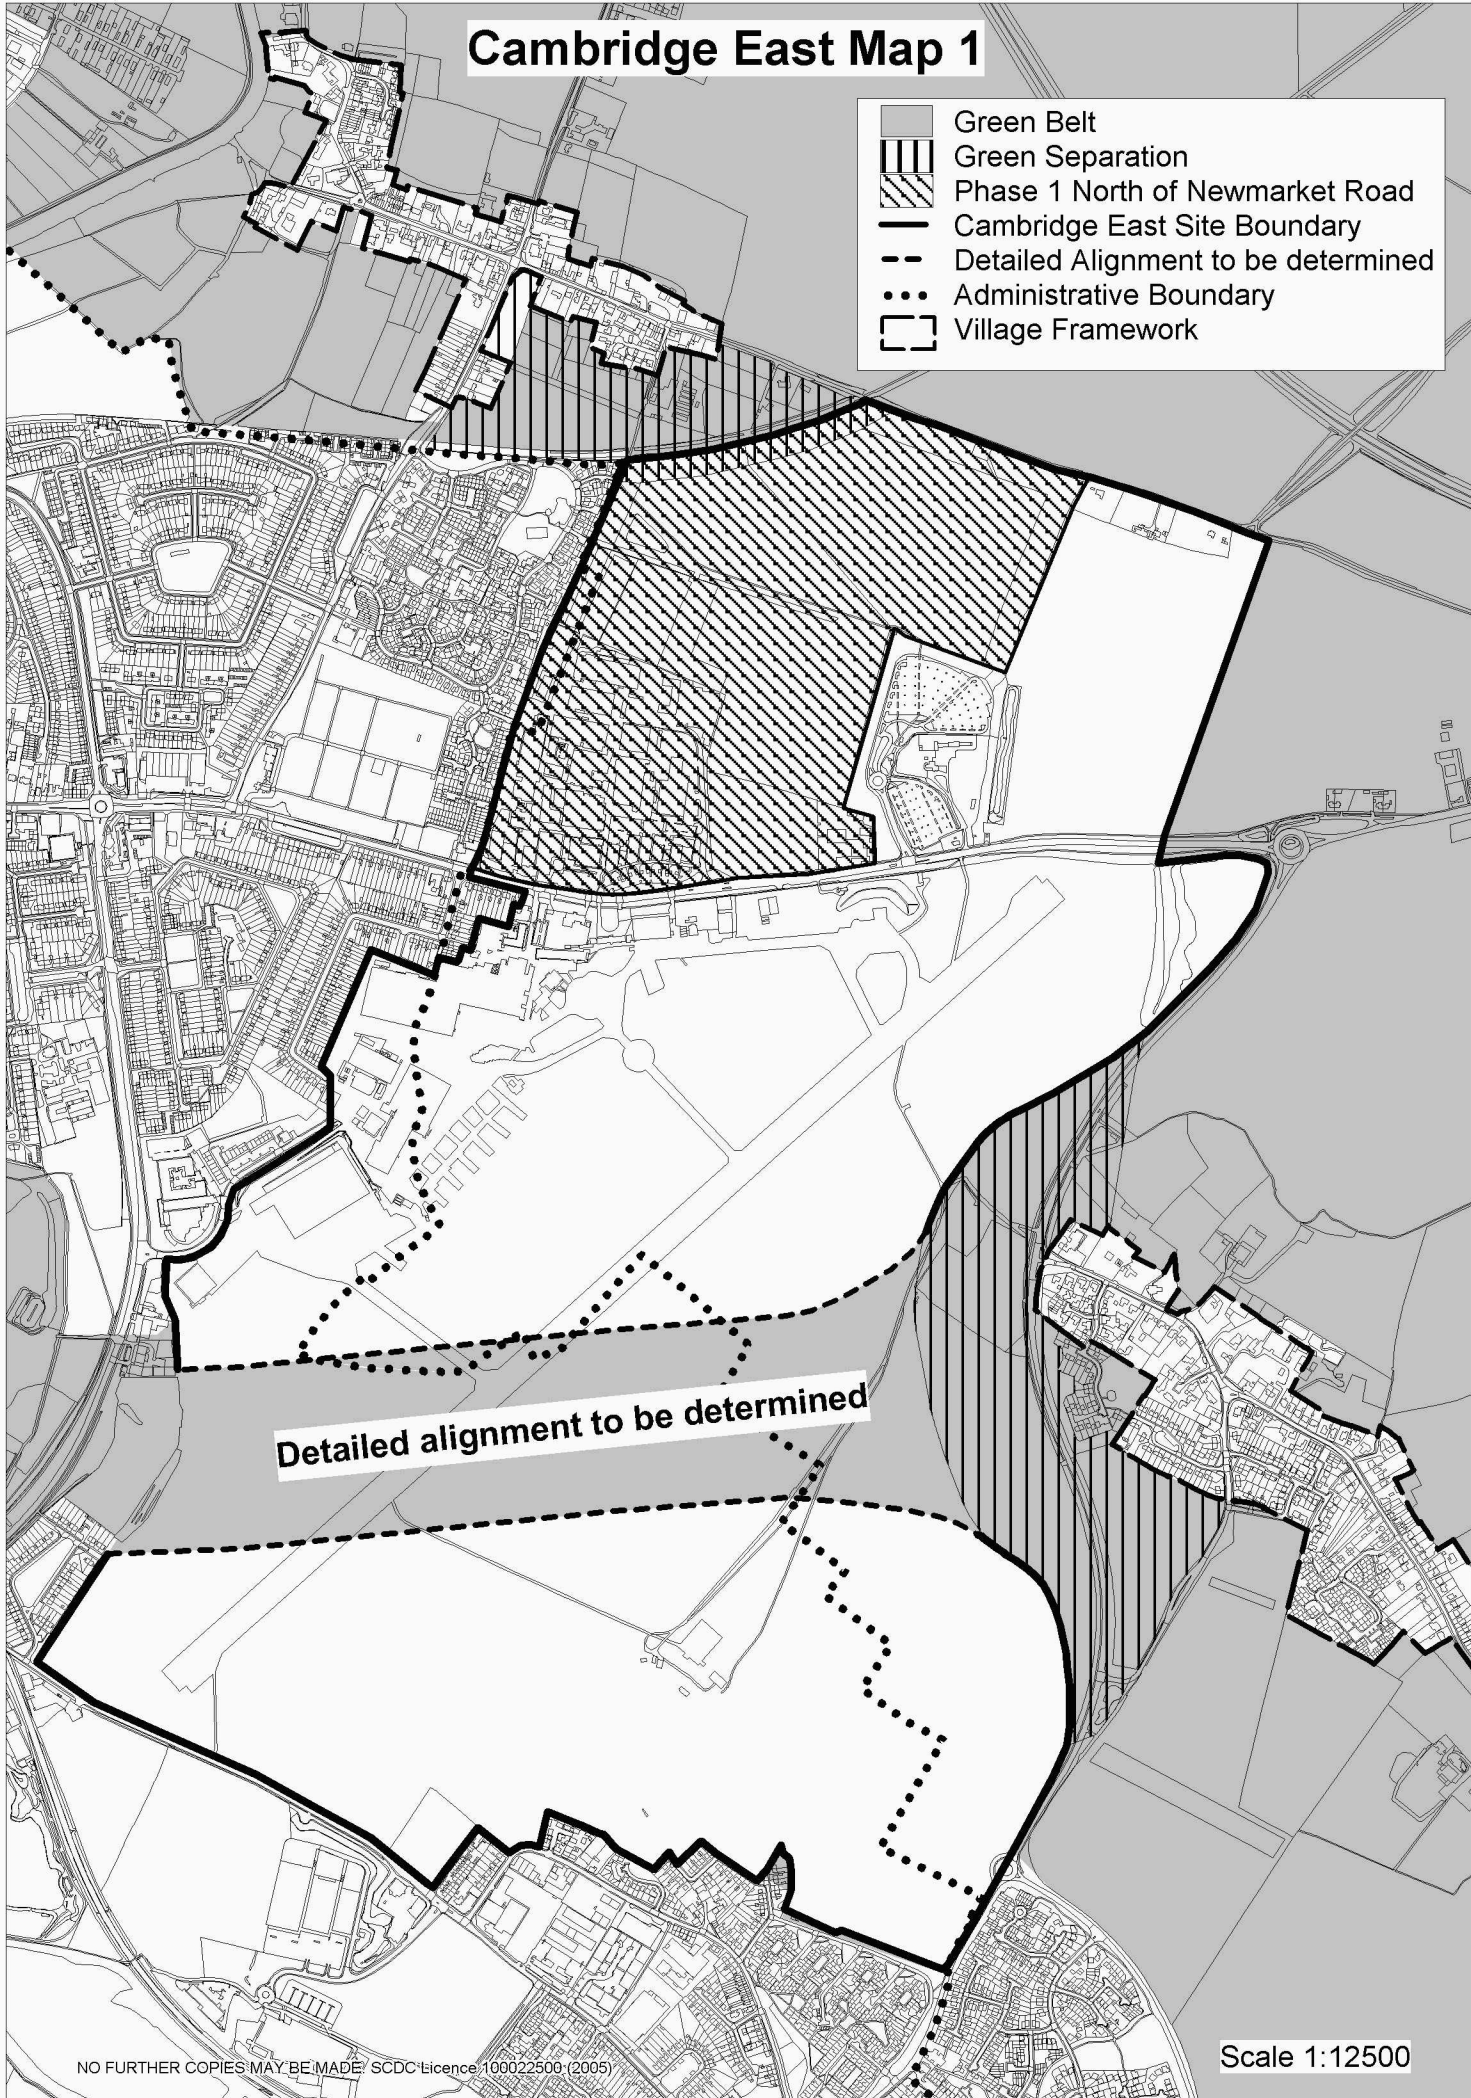 Cambridge East Map 1
Green Belt
Green Separation
Phase 1 North of Newmarket Road
Cambridge East Site Boundary
Detailed Alignment to be determined
Administrative Boundary
Village Framework
Detailed alignment to be determined
NO FURTHER COPIES MAY BE MADE. SCDC Licence 100022500 (2005)
Scale 1:12500